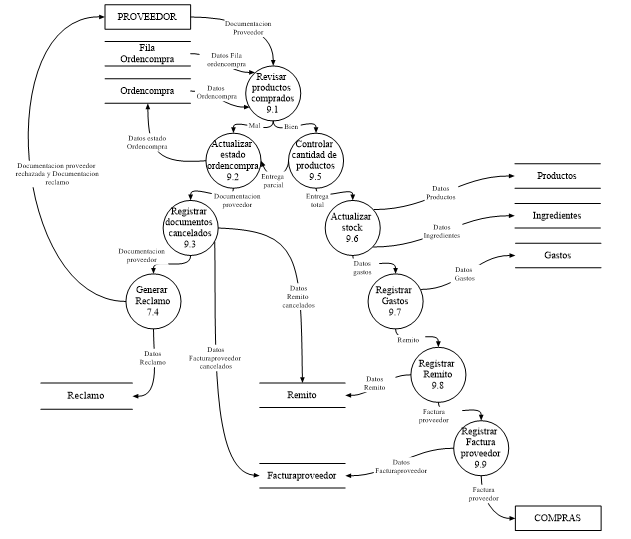 PROVEEDOR
Documentacion
Proveedor
Fila
Ordencompra
Datos Fila
ordencompra
Ordencompra
Datos
Ordencompra
Revisar
productos
comprados
9.1
Mal
Bien
Datos estado
Ordencompra
Actualizar
estado
ordencompra
9.2
Controlar
cantidad de
productos
9.5
Entrega
parcial
Documentacion proveedor
rechazada y Documentacion
reclamo
Documentacion
proveedor
Entrega
total
Datos
Productos
Productos
Registrar
documentos
cancelados
9.3
Actualizar
stock
9.6
Datos
Ingredientes
Ingredientes
Documentacion
proveedor
Datos
gastos
Datos
Gastos
Gastos
Generar
Reclamo
7.4
Datos
Remito
cancelados
Registrar
Gastos
9.7
Remito
Datos
Reclamo
Datos
Facturaproveedor
cancelados
Registrar
Remito
9.8
Datos
Remito
Reclamo
Remito
Factura
proveedor
Registrar
Factura
proveedor
9.9
Datos
Facturaproveedor
Facturaproveedor
Factura
proveedor
COMPRAS